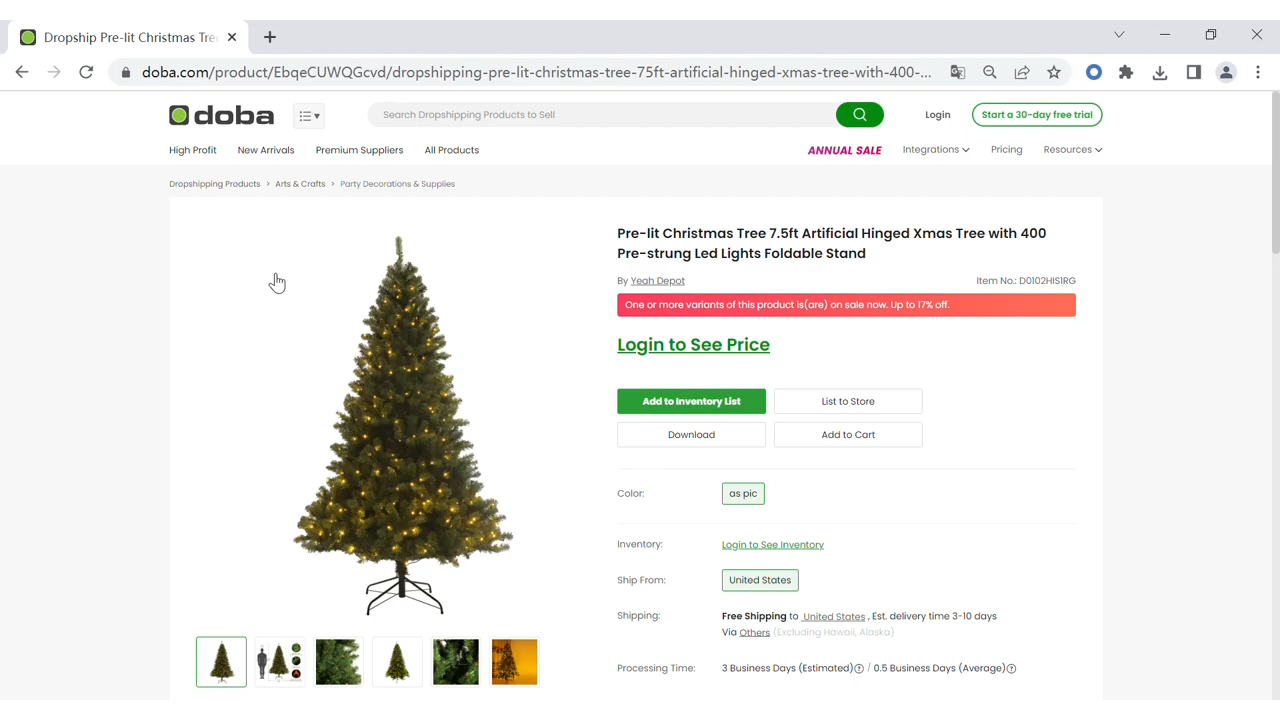 Dropship Pre-lit Christmas Tre
doba.com/product/EbqeCUWQGcvd/dropshipping-pre-lit-christmas-tree-75ft-artificial-hinged-xmas-tree-with-400-...
doba
Search Dropshipping Products to Sell
Login
Start a 30-day free trial
High Profit New Arrivals Premium Suppliers All Products
ANNUAL SALE Integrations Pricing Resources
Dropshipping Products > Arts & Crafts > Party Decorations & Supplies
Pre-lit Christmas Tree 7.5ft Artificial Hinged Xmas Tree with 400
Pre-strung Led Lights Foldable Stand
By Yeah Depot Item No.: D0102HIS1RG
One or more variants of this product is(are) on sale now. Up to 17% off.
Login to See Price
Add to Inventory List List to Store
Download Add to Cart
Color: as pic
Inventory: Login to See Inventory
Ship From: United States
Shipping: Free Shipping to United States , Est. delivery time 3-10 days
Via Others (Excluding Hawaii, Alaska)
Processing Time: 3 Business Days (Estimated) / 0.5 Business Days (Average)